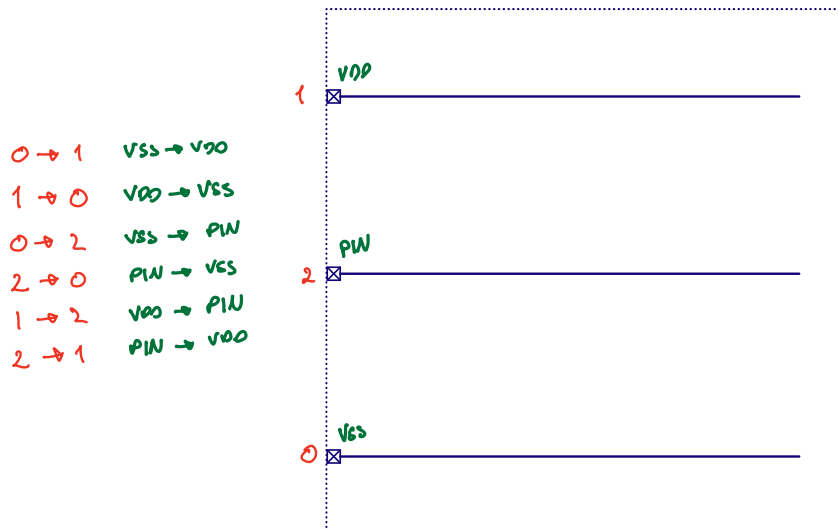 VDD
1
0 → 1 VSS → VDD
1 → 0 VDD → VSS
0 → 2 VSS → PIN
2 → 0 PIN → VSS
1 → 2 VDD → PIN
2 → 1 PIN → VDD
PIN
2
VSS
0